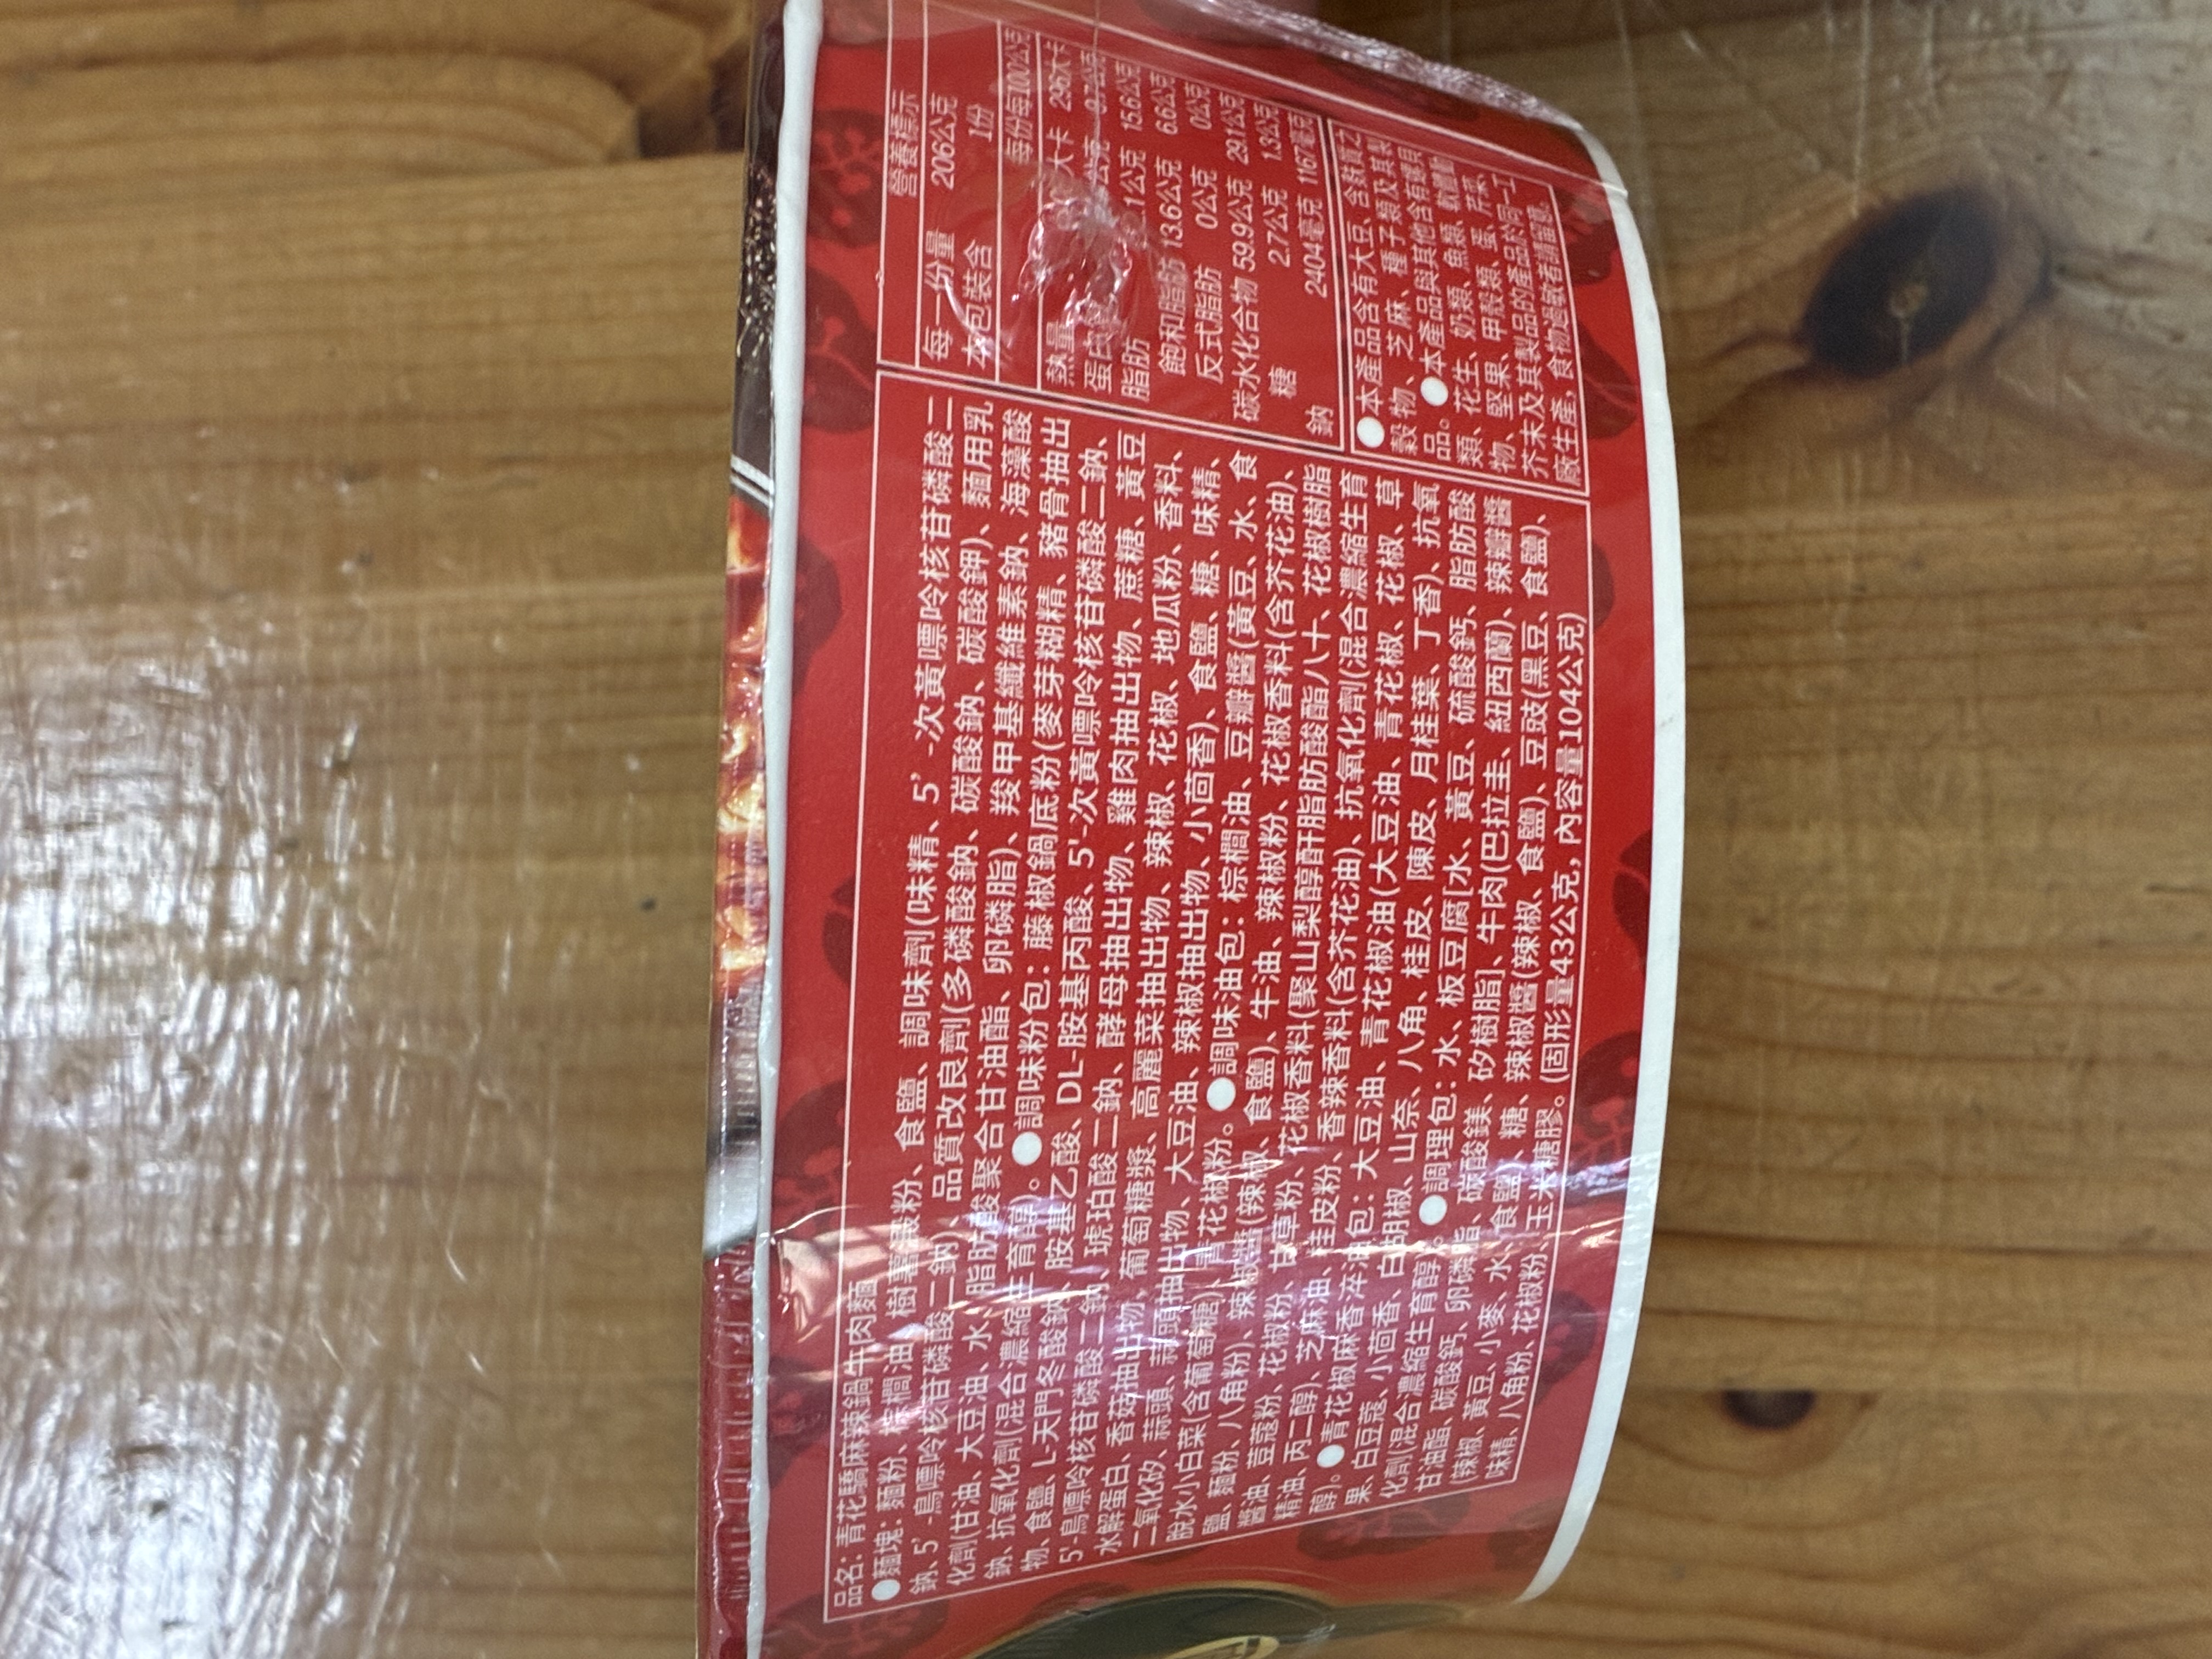 品名: 青花驕麻辣鍋牛肉麵
●麵塊: 麵粉、棕櫚油、樹薯澱粉、食鹽、調味劑(味精、5’-次黃嘌呤核苷磷酸二
鈉、5’-鳥嘌呤核苷磷酸二鈉)、品質改良劑(多磷酸鈉、碳酸鈉、碳酸鉀)、麵用乳
化劑(甘油、大豆油、水、脂肪酸聚合甘油酯、卵磷脂)、羧甲基纖維素鈉、海藻酸
鈉、抗氧化劑(混合濃縮生育醇)。●調味粉包: 藤椒鍋底粉(麥芽糊精、豬骨抽出
物、食鹽、L-天門冬酸鈉、胺基乙酸、DL-胺基丙酸、5'-次黃嘌呤核苷磷酸二鈉、
5'-鳥嘌呤核苷磷酸二鈉、琥珀酸二鈉、酵母抽出物、雞肉抽出物、蔗糖、黃豆
水解蛋白、香菇抽出物、葡萄糖漿、高麗菜抽出物、辣椒、花椒、地瓜粉、香料、
二氧化矽、蒜頭、蒜頭抽出物、大豆油、辣椒抽出物、小茴香)、食鹽、糖、味精、
脫水小白菜(含葡萄糖)、青花椒粉。●調味油包: 棕櫚油、豆瓣醬(黃豆、水、食
鹽、麵粉、八角粉)、辣椒醬(辣椒、食鹽)、牛油、辣椒粉、花椒香料(含芥花油)、
醬油、荳蔻粉、花椒粉、甘草粉、花椒香料(聚山梨醇酐脂肪酸酯八十、花椒樹脂
精油、丙二醇)、芝麻油、桂皮粉、香辣香料(含芥花油)、抗氧化劑(混合濃縮生育
醇)。●青花椒麻香淬油包: 大豆油、青花椒油(大豆油、青花椒、花椒、草
果、白豆蔻、小茴香、白胡椒、山奈、八角、桂皮、陳皮、月桂葉、丁香)、抗氧
化劑(混合濃縮生育醇)。●調理包: 水、板豆腐[水、黃豆、硫酸鈣、脂肪酸
甘油酯、碳酸鈣、卵磷脂、碳酸鎂、矽樹脂]、牛肉(巴拉圭、紐西蘭)、辣瓣醬
(辣椒、黃豆、小麥、水、食鹽)、糖、辣椒醬(辣椒、食鹽)、豆豉(黑豆、食鹽)、
味精、八角粉、花椒粉、玉米糖膠。(固形量43公克, 內容量104公克)
營養標示
每一份量 206公克
本包裝含 1份
每份 每100公克
熱量 大卡 296大卡
蛋白 公克 9.7公克
脂肪 .1公克 15.6公克
飽和脂肪 13.6公克 6.6公克
反式脂肪 0公克 0公克
碳水化合物 59.9公克 29.1公克
糖 2.7公克 1.3公克
鈉 2404毫克 1167毫克
●本產品含有大豆、含麩質之
穀物、芝麻、種子類及其製
品。●本產品與其他含有螺貝
類、花生、奶類、魚類、軟體動
物、堅果、甲殼類、蛋、芹菜、
芥末及其製品的產品於同一工
廠生產, 食物過敏者請留意。